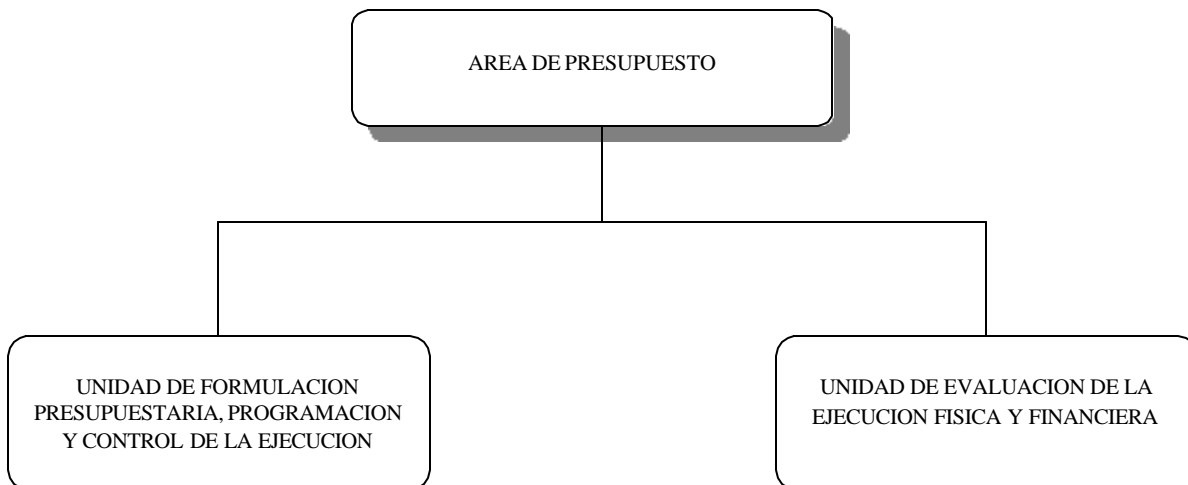 AREA DE PRESUPUESTO
UNIDAD DE FORMULACION
PRESUPUESTARIA, PROGRAMACION
Y CONTROL DE LA EJECUCION
UNIDAD DE EVALUACION DE LA
EJECUCION FISICA Y FINANCIERA